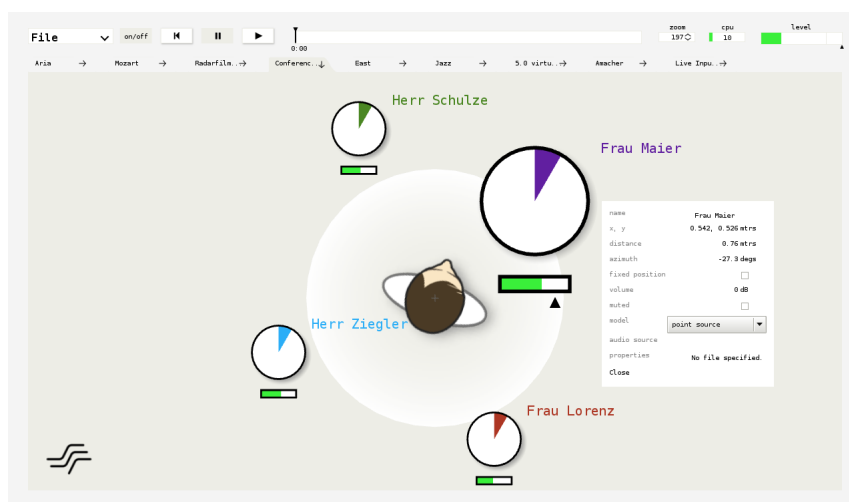 File on/off zoom cpu level
197 10
0:00
Aria → Mozart → Radarfilm..→ Conferenc..↓ East → Jazz → 5.0 virtu..→ Amacher → Live Inpu..→
Herr Schulze
Frau Maier
name Frau Maier
x, y 0.542, 0.526 mtrs
distance 0.76 mtrs
azimuth -27.3 degs
fixed position
volume 0 dB
muted
model point source
audio source
properties No file specified.
Close
Herr Ziegler
Frau Lorenz